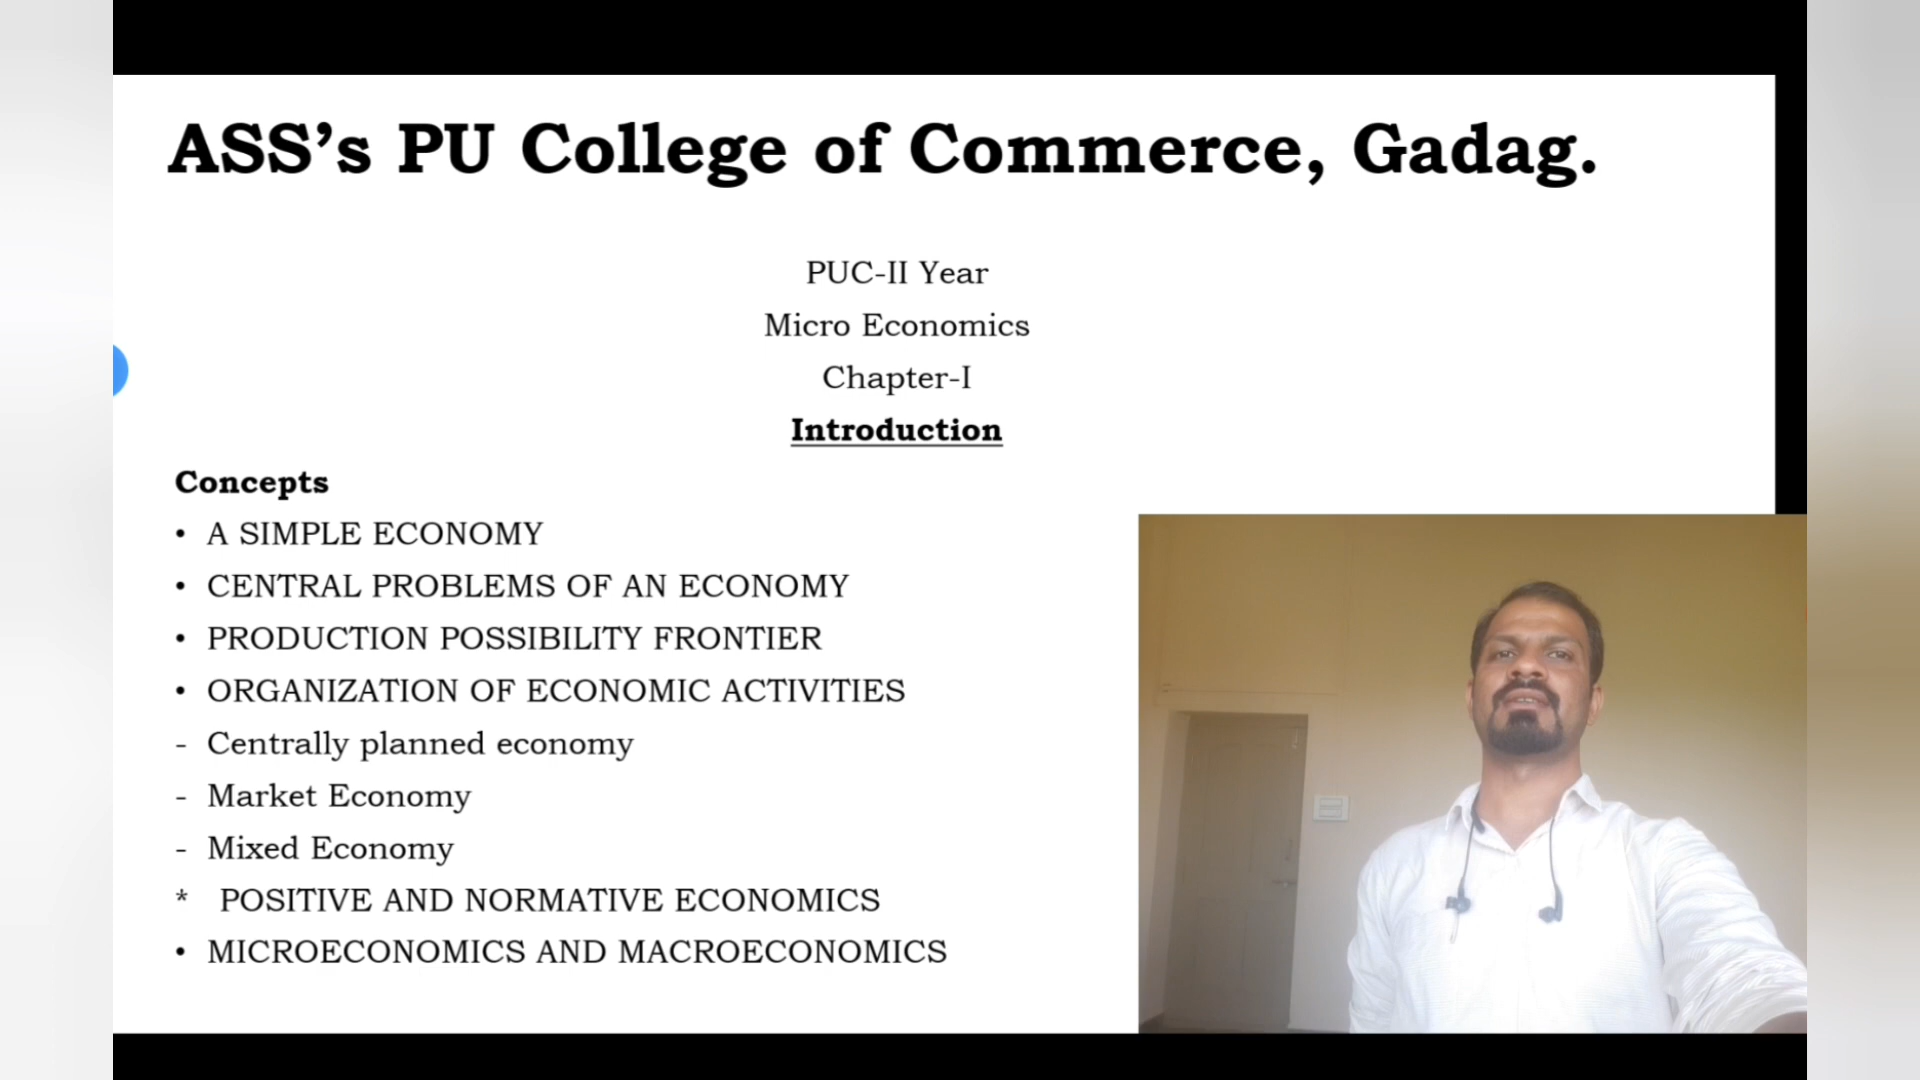 ASS’s PU College of Commerce, Gadag.
PUC-II Year
Micro Economics
Chapter-I
Introduction
Concepts
• A SIMPLE ECONOMY
• CENTRAL PROBLEMS OF AN ECONOMY
• PRODUCTION POSSIBILITY FRONTIER
• ORGANIZATION OF ECONOMIC ACTIVITIES
- Centrally planned economy
- Market Economy
- Mixed Economy
* POSITIVE AND NORMATIVE ECONOMICS
• MICROECONOMICS AND MACROECONOMICS